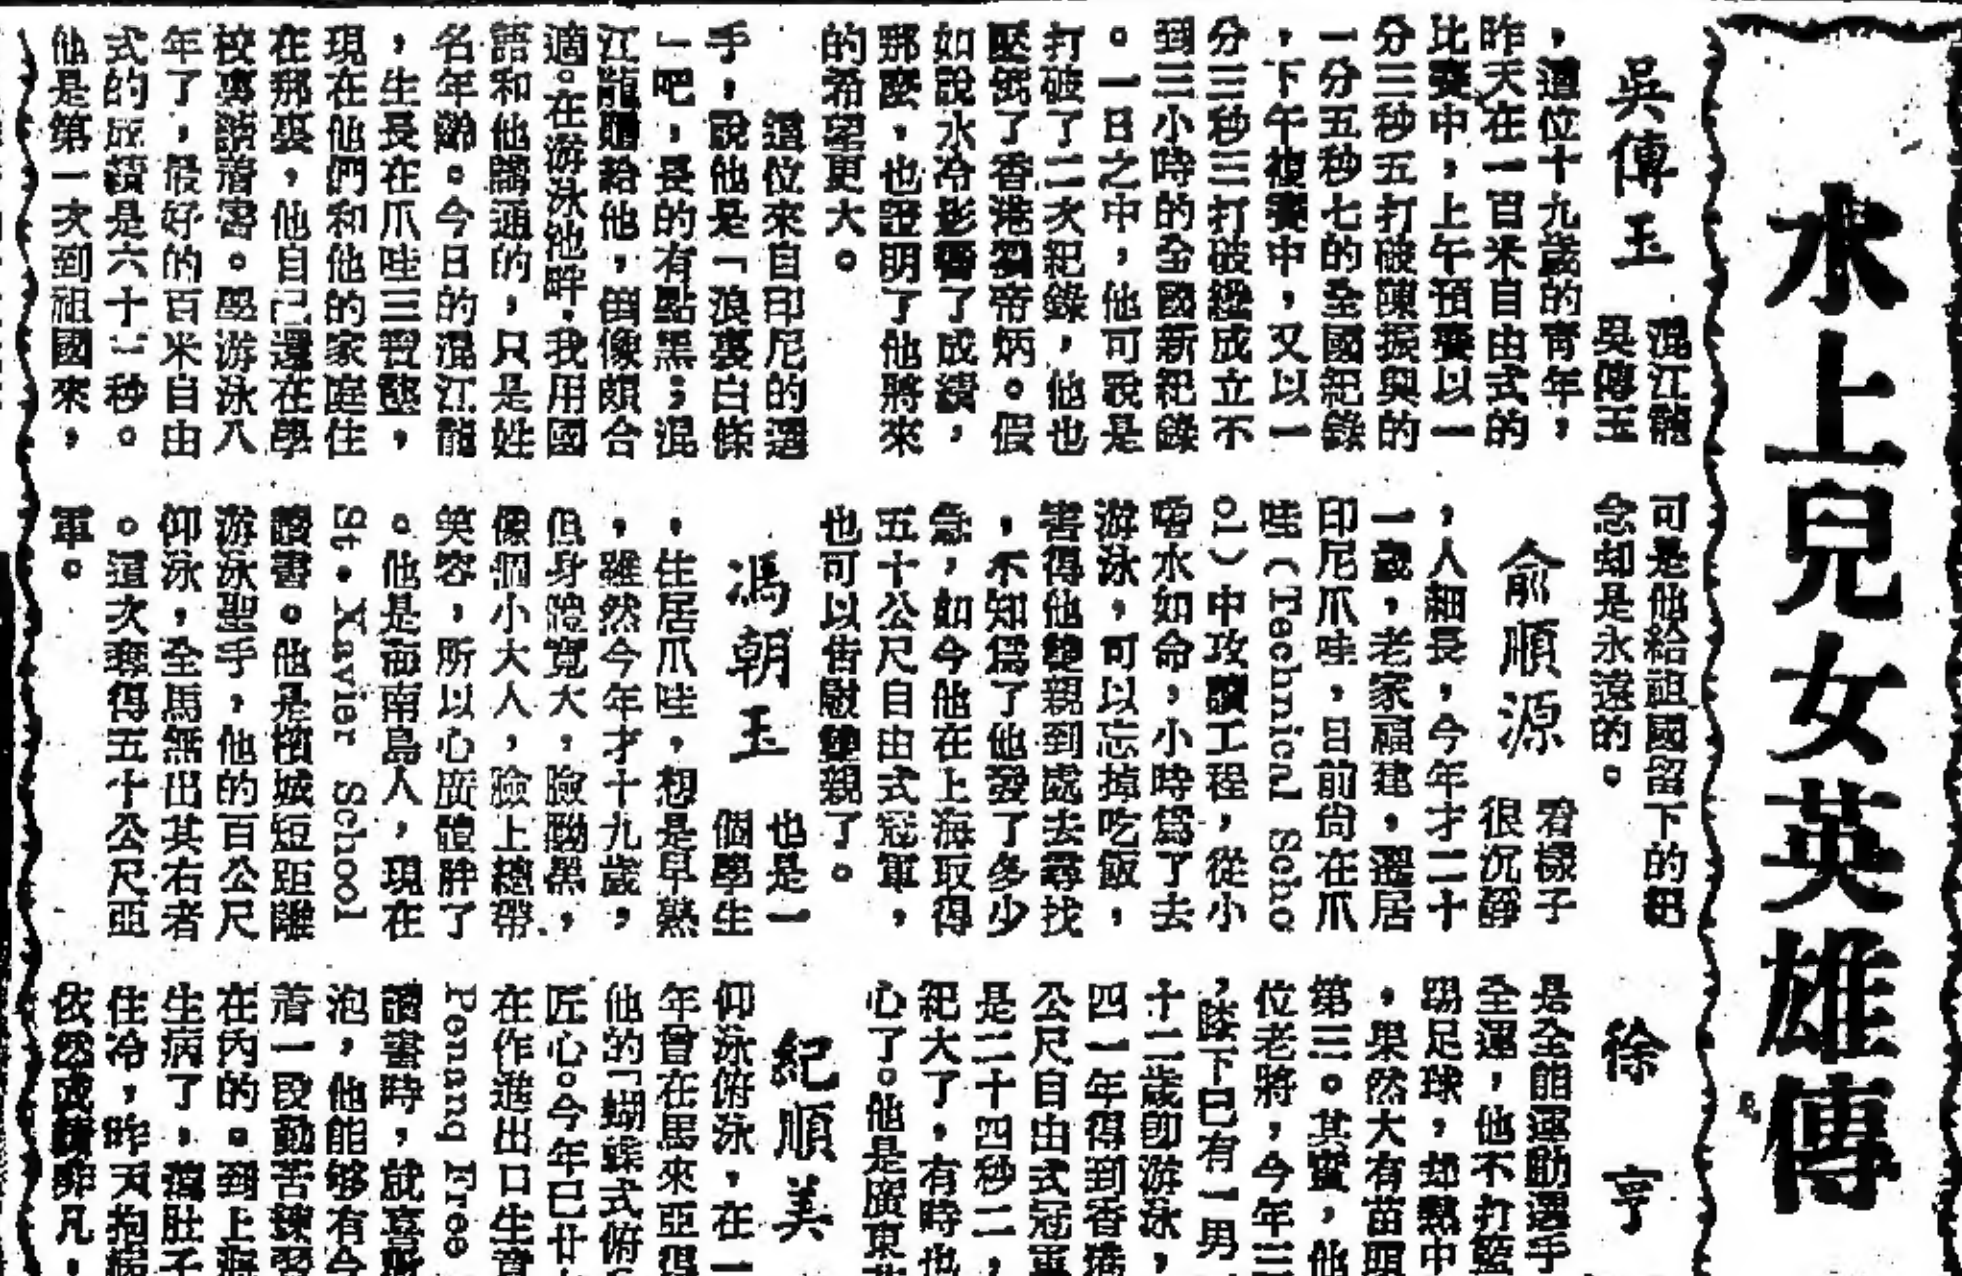 水上兒女英雄傳
吳傳玉
混江龍
吳傳玉
，這位十九歲的青年，
昨天在一百米自由式的
比賽中，上午預賽以一
分三秒五打破陳振興的
一分五秒七的全國紀錄
，下午複賽中，又以一
分三秒三打破纔成立不
到三小時的全國新紀錄
。一日之中，他可說是
打破了二次紀錄，他也
壓倒了香港劉帝炳。假
如說水冷影響了成績，
那麼，也證明了他將來
的希望更大。
這位來自印尼的選
手，說他是「浪裏白條
」吧，是的有點黑；混
江龍贈給他，倒像頗合
適。在游泳池畔，我用國
語和他講通的，只是姓
名年齡。今日的混江龍
，生長在爪哇三寶壟，
現在他們和他的家庭住
在那裏，他自己還在學
校專讀着書。學游泳八
年了，最好的百米自由
式的成績是六十一秒。
他是第一次到祖國來，
可是他給祖國留下的紀
念却是永遠的。
俞順源
看樣子
很沉靜
，人細長，今年才二十
一歲，老家福建，選居
印尼爪哇，日前尙在爪
哇（Technical Scho
ol）中攻讀工程，從小
嗜水如命，小時爲了去
游泳，可以忘掉吃飯，
害得他雙親到處去尋找
，不知爲了他發了多少
急，如今他在上海取得
五十公尺自由式冠軍，
也可以告慰雙親了。
馮朝玉
也是一
個學生
，住居爪哇，想是早熟
，雖然今年才十九歲，
但身體寬大，臉黝黑，
像個小大人，臉上總帶
笑容，所以心廣體胖了
。他是海南島人，現在
St. Xavier School
讀書。他是檳城短距離
游泳聖手，他的百公尺
仰泳，全馬無出其右者
。這次奪得五十公尺亞
軍。
徐亨
是全能運動選手
全運，他不打籃
踢足球，却熱中
，果然大有苗頭
第三。其實，他
位老將，今年三
，膝下已有一男
十二歲卽游泳，
四一年得到香港
公尺自由式冠軍
是二十四秒二，
紀大了，有時也
心了。他是廣東
紀順美
仰泳俯泳，在一
年曾在馬來亞得
他的「蝴蝶式俯
匠心。今年已廿
在作進出口生意
Penang Free
讀書時，就喜歡
泡，他能够有今
着一段勤苦練習
在內的。到上海
生病了，瀉肚子
住冷，昨天抱病
依然成績非凡，